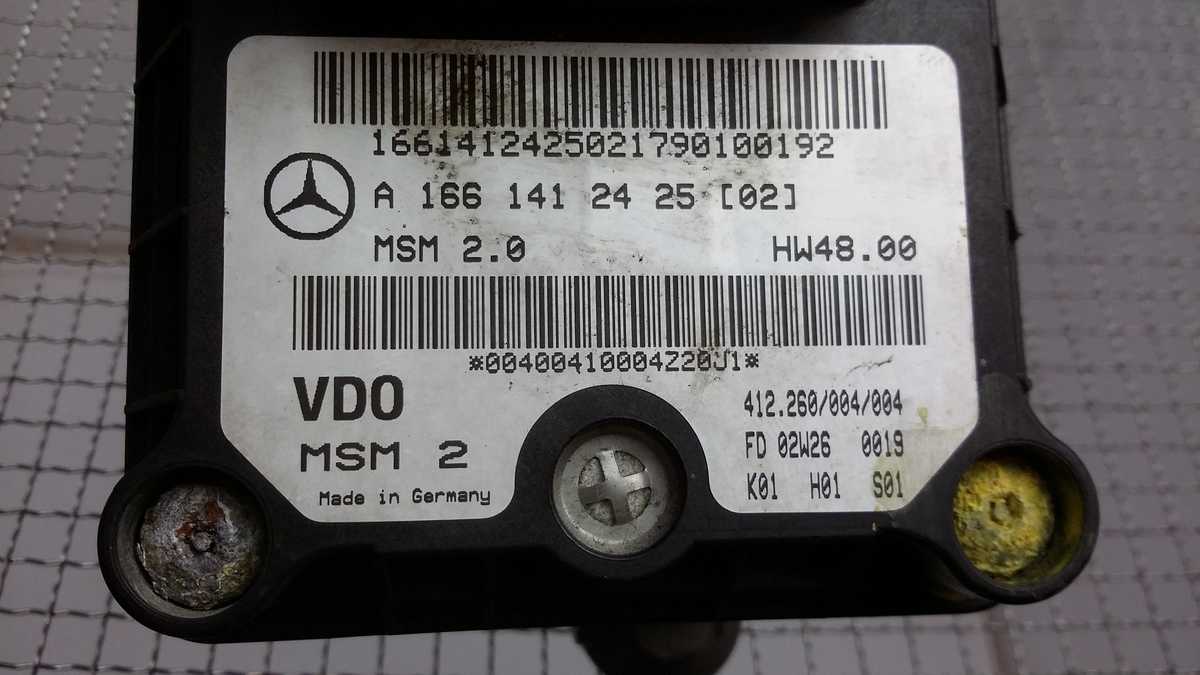 1661412425021790100192
A 166 141 24 25 [02]
MSM 2.0 HW48.00
*00400410004Z20J1*
VDO
MSM 2
Made in Germany
412.260/004/004
FD 02W26 0019
K01 H01 S01